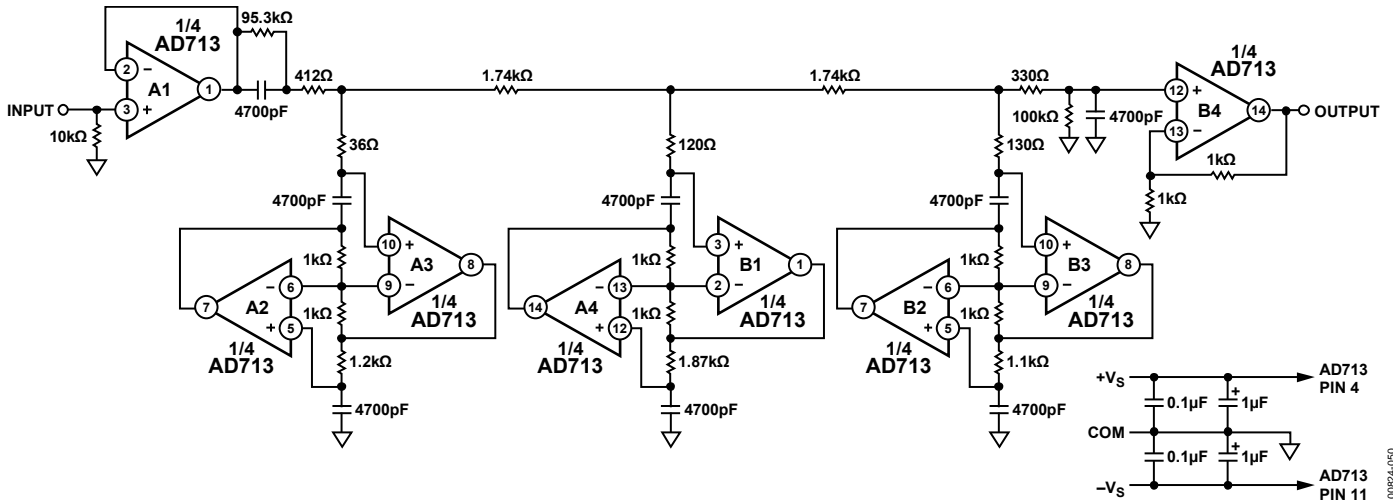 95.3kΩ
1/4
AD713
2
−
A1
1
3
+
INPUT
10kΩ
4700pF
412Ω
1.74kΩ
1.74kΩ
330Ω
100kΩ
4700pF
1/4
AD713
12
+
B4
14
13
−
OUTPUT
1kΩ
1kΩ
36Ω
4700pF
10
+
A3
8
9
−
1/4
AD713
1kΩ
−
6
A2
7
+
5
1kΩ
1/4
AD713
1.2kΩ
4700pF
120Ω
4700pF
3
+
B1
1
2
−
1/4
AD713
1kΩ
−
13
A4
14
+
12
1kΩ
1/4
AD713
1.87kΩ
4700pF
130Ω
4700pF
10
+
B3
8
9
−
1/4
AD713
1kΩ
−
6
B2
7
+
5
1kΩ
1/4
AD713
1.1kΩ
4700pF
+VS
AD713
PIN 4
0.1µF
+
1µF
COM
0.1µF
+
1µF
−VS
AD713
PIN 11
00824-050